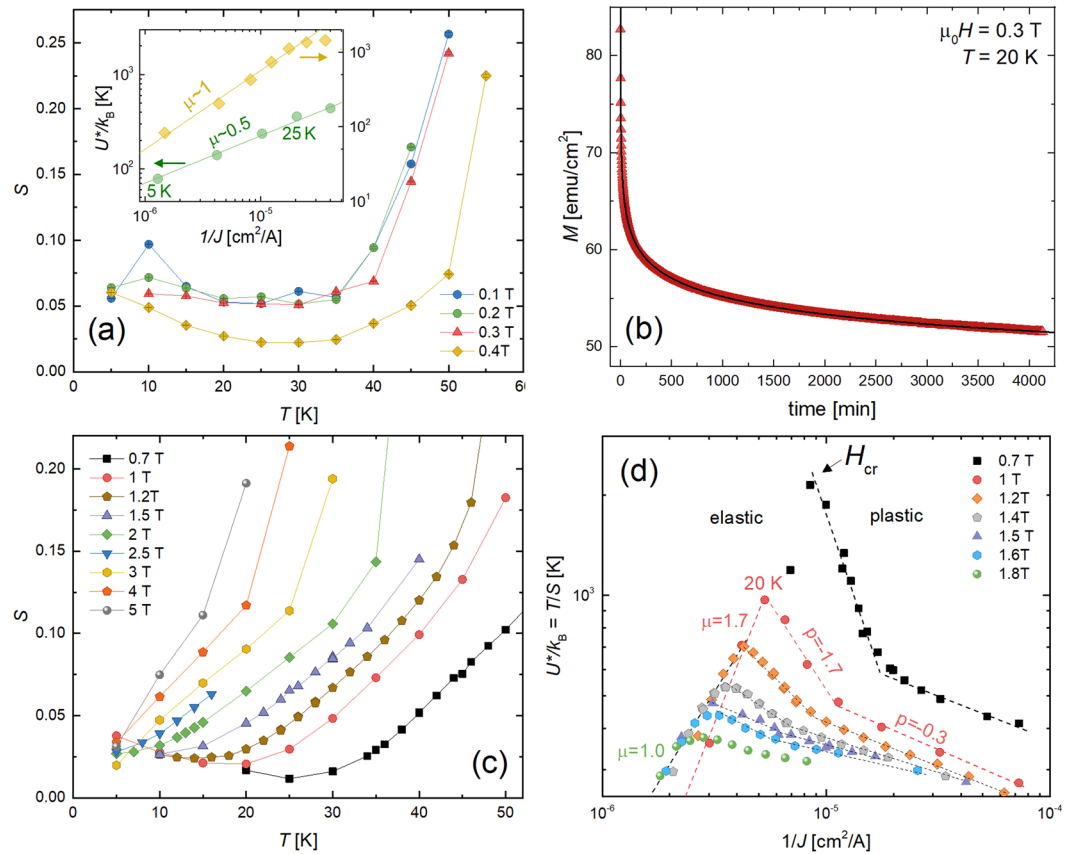 (a)
S
0.25
0.20
0.15
0.10
0.05
0.00
10
20
30
40
50
60
T [K]
0.1 T
0.2 T
0.3 T
0.4T
U*/kB [K]
10³
10²
10³
10²
10¹
10⁻⁶
10⁻⁵
1/J [cm²/A]
μ~1
μ~0.5
5 K
25 K
(b)
μ₀H = 0.3 T
T = 20 K
M [emu/cm²]
80
70
60
50
0
500
1000
1500
2000
2500
3000
3500
4000
time [min]
(c)
S
0.20
0.15
0.10
0.05
0.00
0
10
20
30
40
50
T [K]
0.7 T
1 T
1.2T
1.5 T
2 T
2.5 T
3 T
4 T
5 T
(d)
Hcr
elastic
plastic
20 K
μ=1.7
p=1.7
p=0.3
μ=1.0
U*/kB = T/S [K]
10³
10⁻⁶
10⁻⁵
10⁻⁴
1/J [cm²/A]
0.7 T
1 T
1.2T
1.4T
1.5 T
1.6T
1.8T